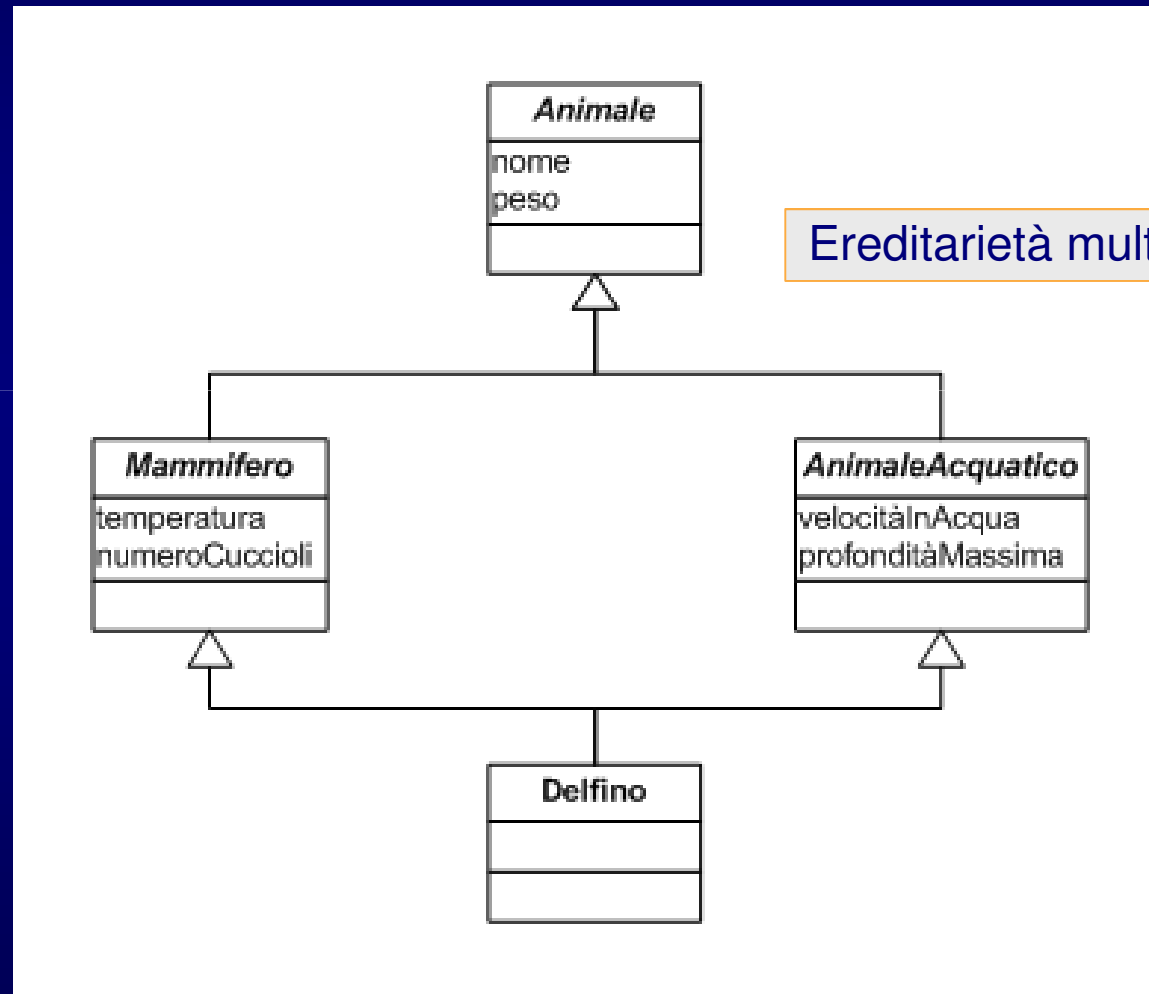 Animale
nome
peso
Ereditarietà mult
Mammifero
temperatura
numeroCuccioli
AnimaleAcquatico
velocitàInAcqua
profonditàMassima
Delfino